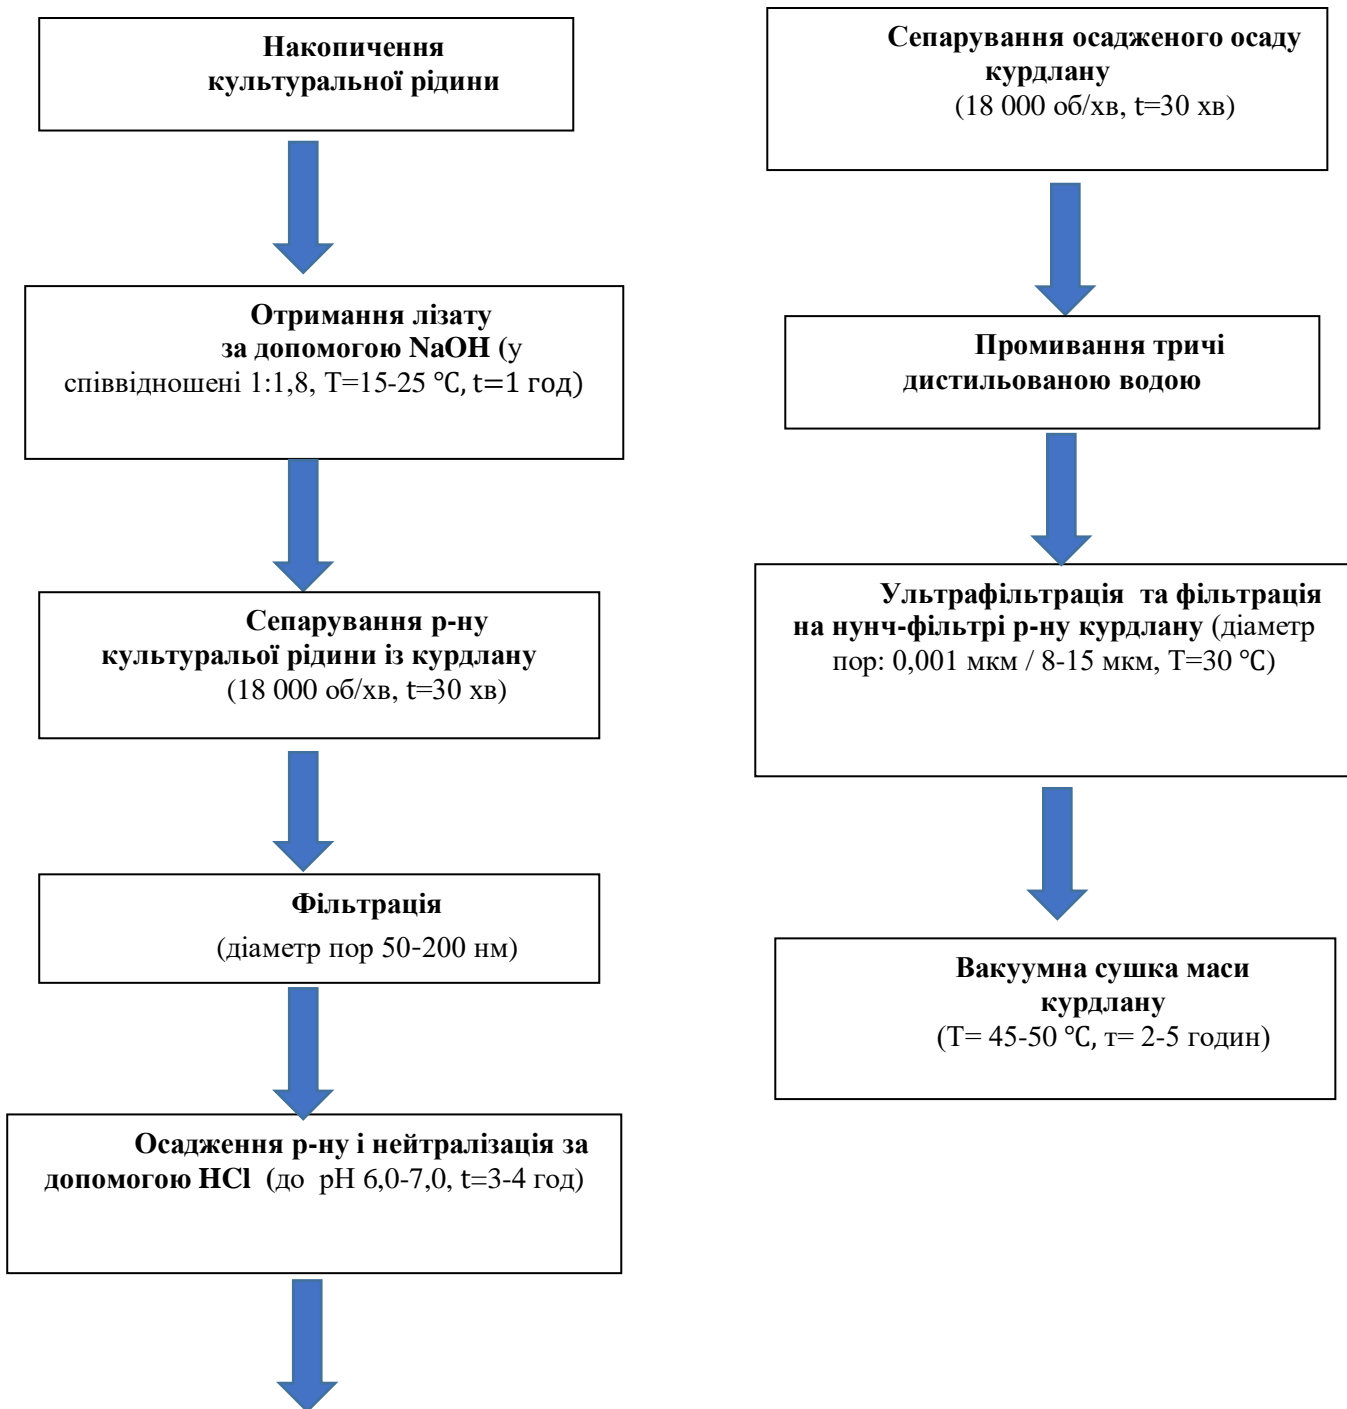 Накопичення
культуральної рідини
Отримання лізату
за допомогою NaOH (у
співвідношені 1:1,8, T=15-25 ℃, t=1 год)
Сепарування р-ну
культуральої рідини із курдлану
(18 000 об/хв, t=30 хв)
Фільтрація
(діаметр пор 50-200 нм)
Осадження р-ну і нейтралізація за
допомогою HCl (до pH 6,0-7,0, t=3-4 год)
Сепарування осадженого осаду
курдлану
(18 000 об/хв, t=30 хв)
Промивання тричі
дистильованою водою
Ультрафільтрація та фільтрація
на нунч-фільтрі р-ну курдлану (діаметр
пор: 0,001 мкм / 8-15 мкм, T=30 ℃)
Вакуумна сушка маси
курдлану
(T= 45-50 ℃, т= 2-5 годин)